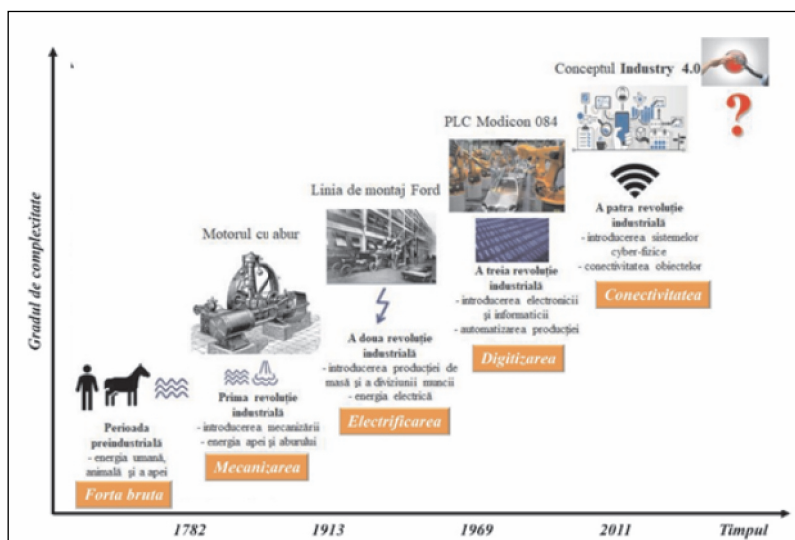 Gradul de complexitate
Conceptul Industry 4.0
?
PLC Modicon 084
Linia de montaj Ford
Motorul cu abur
A patra revoluție
industrială
- introducerea sistemelor
cyber-fizice
- conectivitatea obiectelor
Conectivitatea
A treia revoluție
industrială
- introducerea electronicii
și informaticii
- automatizarea producției
Digitizarea
A doua revoluție
industrială
- introducerea producției de
masă și a diviziunii muncii
- energia electrică
Electrificarea
Prima revoluție
industrială
- introducerea mecanizării
- energia apei și aburului
Mecanizarea
Perioada
preindustrială
- energia umană,
animală și a apei
Forta bruta
1782
1913
1969
2011
Timpul